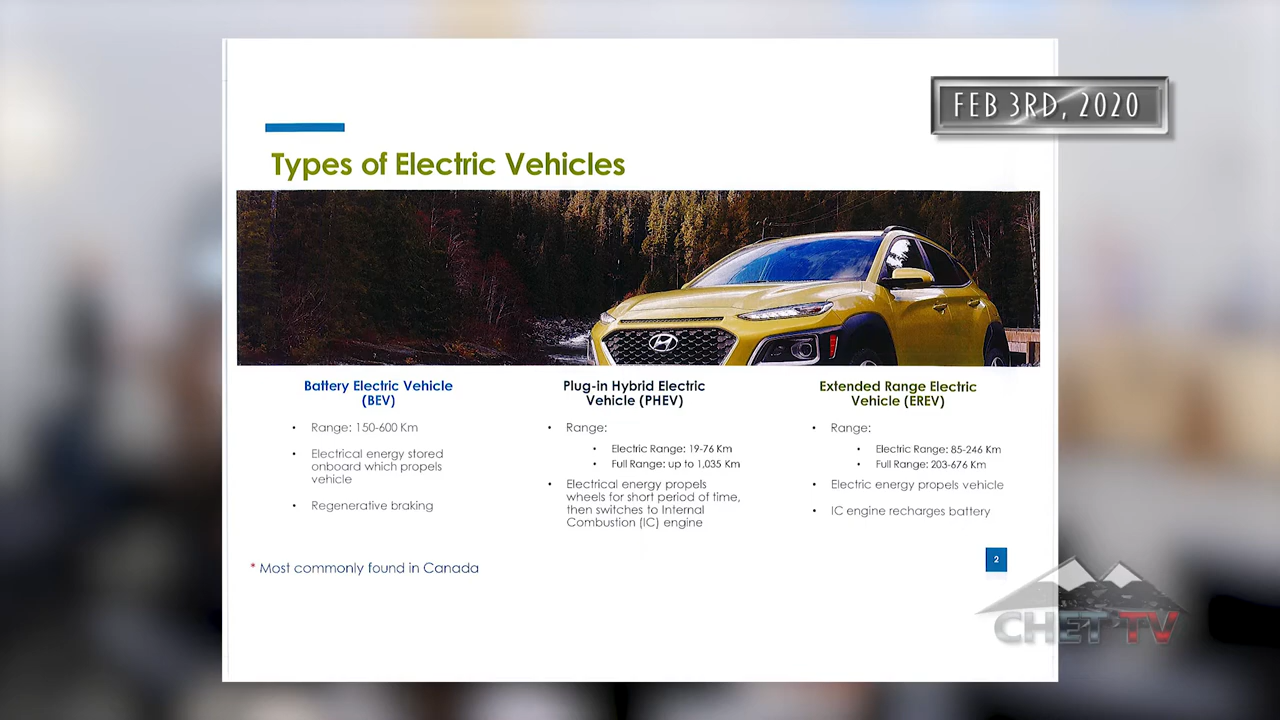 FEB 3RD, 2020
Types of Electric Vehicles
Battery Electric Vehicle
(BEV)
• Range: 150-600 Km
• Electrical energy stored
onboard which propels
vehicle
• Regenerative braking
Plug-in Hybrid Electric
Vehicle (PHEV)
• Range:
• Electric Range: 19-76 Km
• Full Range: up to 1,035 Km
• Electrical energy propels
wheels for short period of time,
then switches to Internal
Combustion (IC) engine
Extended Range Electric
Vehicle (EREV)
• Range:
• Electric Range: 85-246 Km
• Full Range: 203-676 Km
• Electric energy propels vehicle
• IC engine recharges battery
* Most commonly found in Canada
2
CHET TV